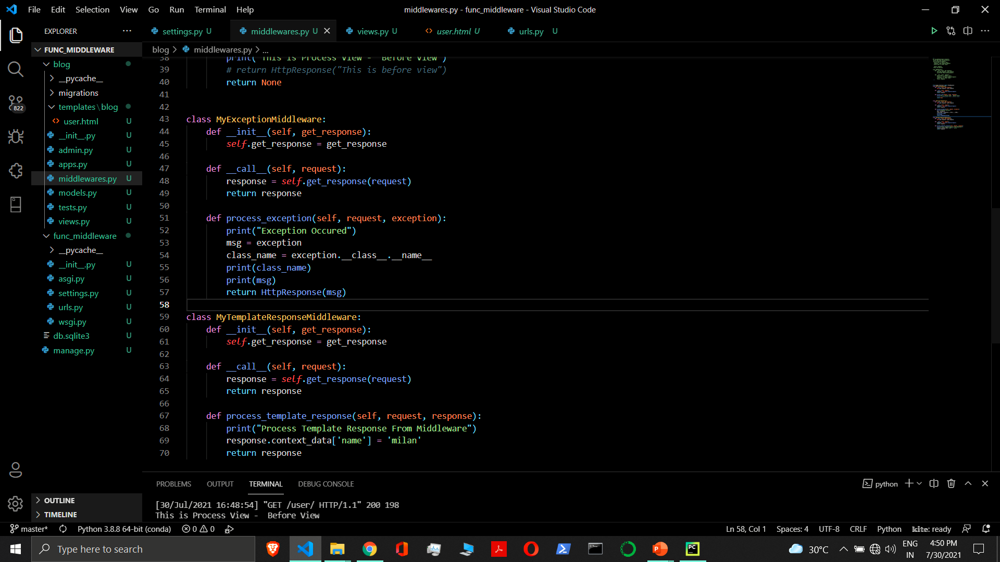 File Edit Selection View Go Run Terminal Help
middlewares.py - func_middleware - Visual Studio Code
EXPLORER
settings.py U
middlewares.py U
views.py U
user.html U
urls.py U
FUNC_MIDDLEWARE
blog > middlewares.py > ...
blog
__pycache__
migrations
templates\blog
user.html U
__init__.py U
admin.py U
apps.py U
middlewares.py U
models.py U
tests.py U
views.py U
func_middleware
__pycache__
__init__.py U
asgi.py U
settings.py U
urls.py U
wsgi.py U
db.sqlite3 U
manage.py U
822
OUTLINE
TIMELINE
38 print("This is Process View -  Before View")
39 # return HttpResponse("This is before view")
40 return None
41
42
43 class MyExceptionMiddleware:
44 def __init__(self, get_response):
45 self.get_response = get_response
46
47 def __call__(self, request):
48 response = self.get_response(request)
49 return response
50
51 def process_exception(self, request, exception):
52 print("Exception Occured")
53 msg = exception
54 class_name = exception.__class__.__name__
55 print(class_name)
56 print(msg)
57 return HttpResponse(msg)
58
59 class MyTemplateResponseMiddleware:
60 def __init__(self, get_response):
61 self.get_response = get_response
62
63 def __call__(self, request):
64 response = self.get_response(request)
65 return response
66
67 def process_template_response(self, request, response):
68 print("Process Template Response From Middleware")
69 response.context_data['name'] = 'milan'
70 return response
PROBLEMS OUTPUT TERMINAL DEBUG CONSOLE
python
[30/Jul/2021 16:48:54] "GET /user/ HTTP/1.1" 200 198
This is Process View -  Before View
master* Python 3.8.8 64-bit (conda) 0 0
Ln 58, Col 1 Spaces: 4 UTF-8 CRLF Python kite: ready
Type here to search
P
PC
30°C
ENG
IN
4:50 PM
7/30/2021